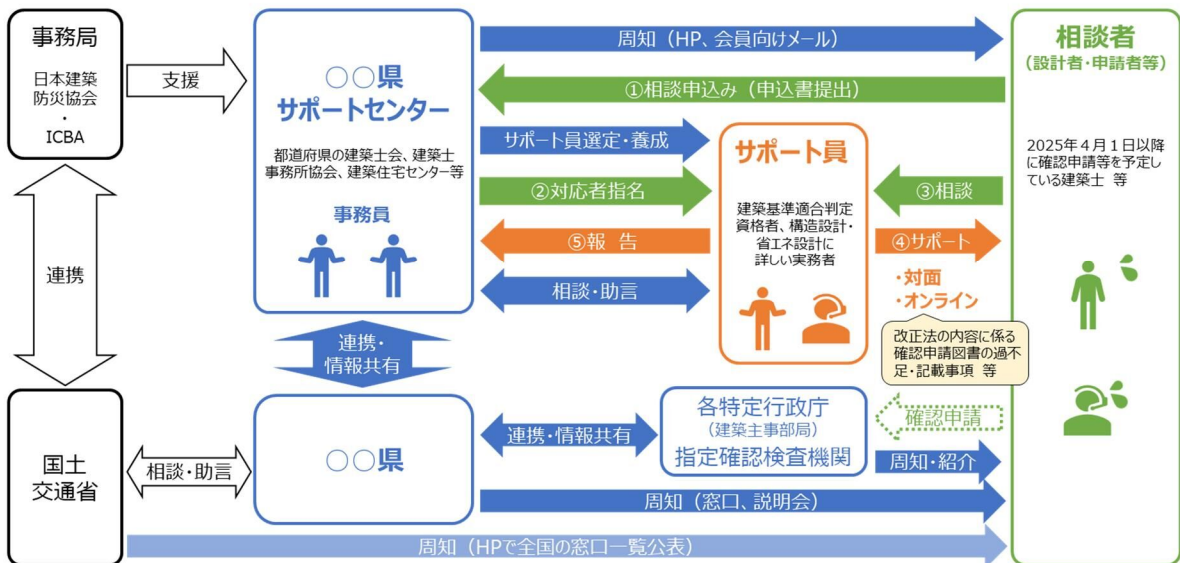 事務局
日本建築
防災協会
・
ICBA
支援
連携
国土
交通省
相談・助言
○○県
サポートセンター
都道府県の建築士会、建築士
事務所協会、建築住宅センター等
事務員
周知（HP、会員向けメール）
①相談申込み（申込書提出）
サポート員選定・養成
②対応者指名
⑤報 告
相談・助言
サポート員
建築基準適合判定
資格者、構造設計・
省エネ設計に
詳しい実務者
③相談
④サポート
・対面
・オンライン
改正法の内容に係る
確認申請図書の過不
足・記載事項 等
相談者
（設計者・申請者等）
2025年４月１日以降
に確認申請等を予定し
ている建築士 等
連携・
情報共有
○○県
連携・情報共有
各特定行政庁
（建築主事部局）
指定確認検査機関
確認申請
周知・紹介
周知（窓口、説明会）
周知（HPで全国の窓口一覧公表）